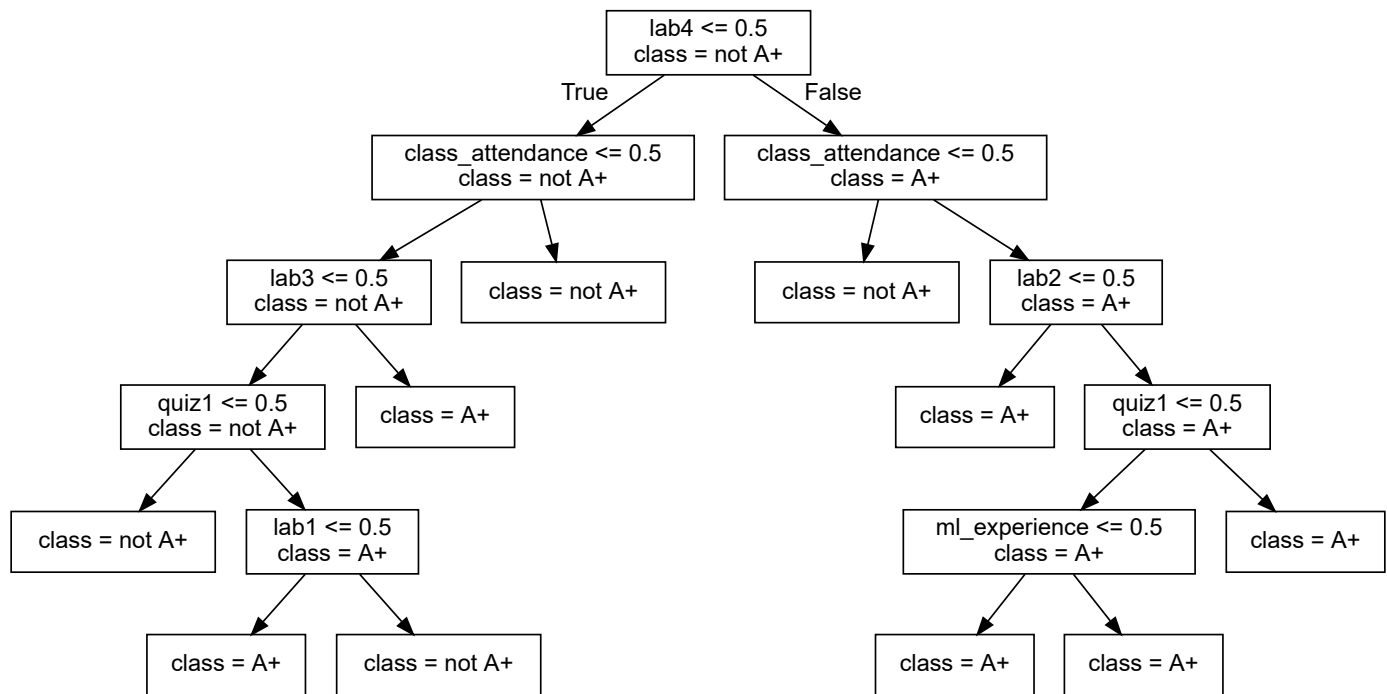 lab4 <= 0.5
class = not A+
True
False
class_attendance <= 0.5
class = not A+
class_attendance <= 0.5
class = A+
lab3 <= 0.5
class = not A+
class = not A+
class = not A+
lab2 <= 0.5
class = A+
quiz1 <= 0.5
class = not A+
class = A+
class = A+
quiz1 <= 0.5
class = A+
class = not A+
lab1 <= 0.5
class = A+
ml_experience <= 0.5
class = A+
class = A+
class = A+
class = not A+
class = A+
class = A+